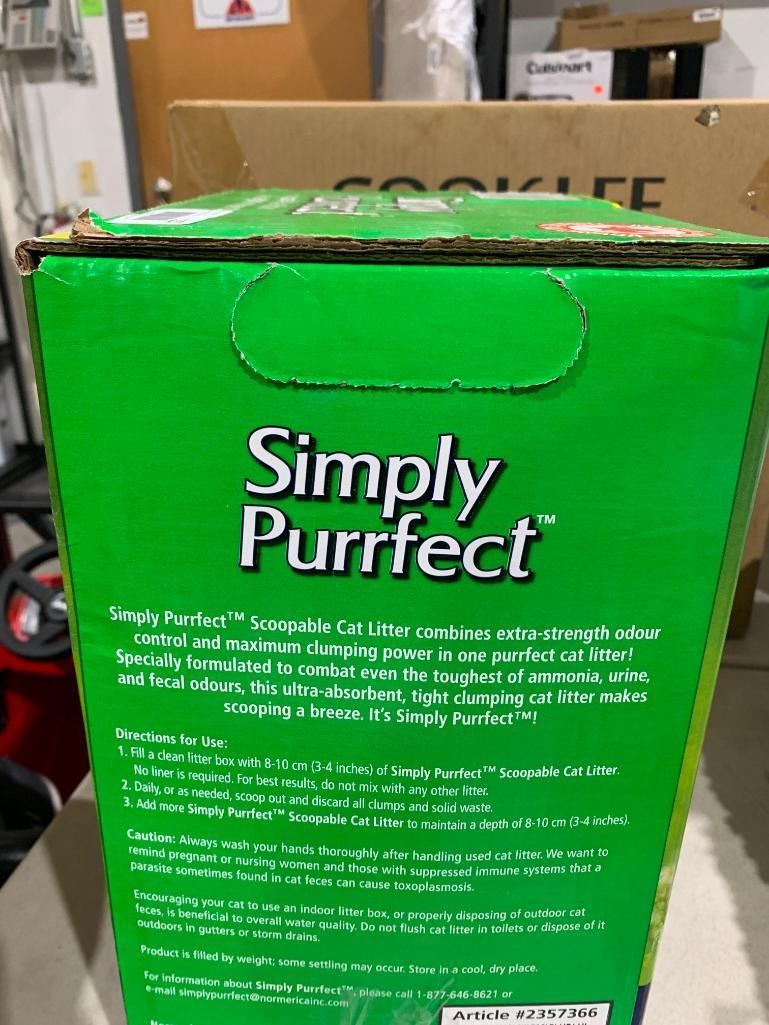 Cuisinart
Simply
Purrfect™
Simply Purrfect™ Scoopable Cat Litter combines extra-strength odour
control and maximum clumping power in one purrfect cat litter!
Specially formulated to combat even the toughest of ammonia, urine,
and fecal odours, this ultra-absorbent, tight clumping cat litter makes
scooping a breeze. It's Simply Purrfect™!
Directions for Use:
1. Fill a clean litter box with 8-10 cm (3-4 inches) of Simply Purrfect™ Scoopable Cat Litter.
No liner is required. For best results, do not mix with any other litter.
2. Daily, or as needed, scoop out and discard all clumps and solid waste.
3. Add more Simply Purrfect™ Scoopable Cat Litter to maintain a depth of 8-10 cm (3-4 inches).
Caution: Always wash your hands thoroughly after handling used cat litter. We want to
remind pregnant or nursing women and those with suppressed immune systems that a
parasite sometimes found in cat feces can cause toxoplasmosis.
Encouraging your cat to use an indoor litter box, or properly disposing of outdoor cat
feces, is beneficial to overall water quality. Do not flush cat litter in toilets or dispose of it
outdoors in gutters or storm drains.
Product is filled by weight; some settling may occur. Store in a cool, dry place.
For information about Simply Purrfect™, please call 1-877-646-8621 or
e-mail simplypurrfect@normericainc.com
Article #2357366